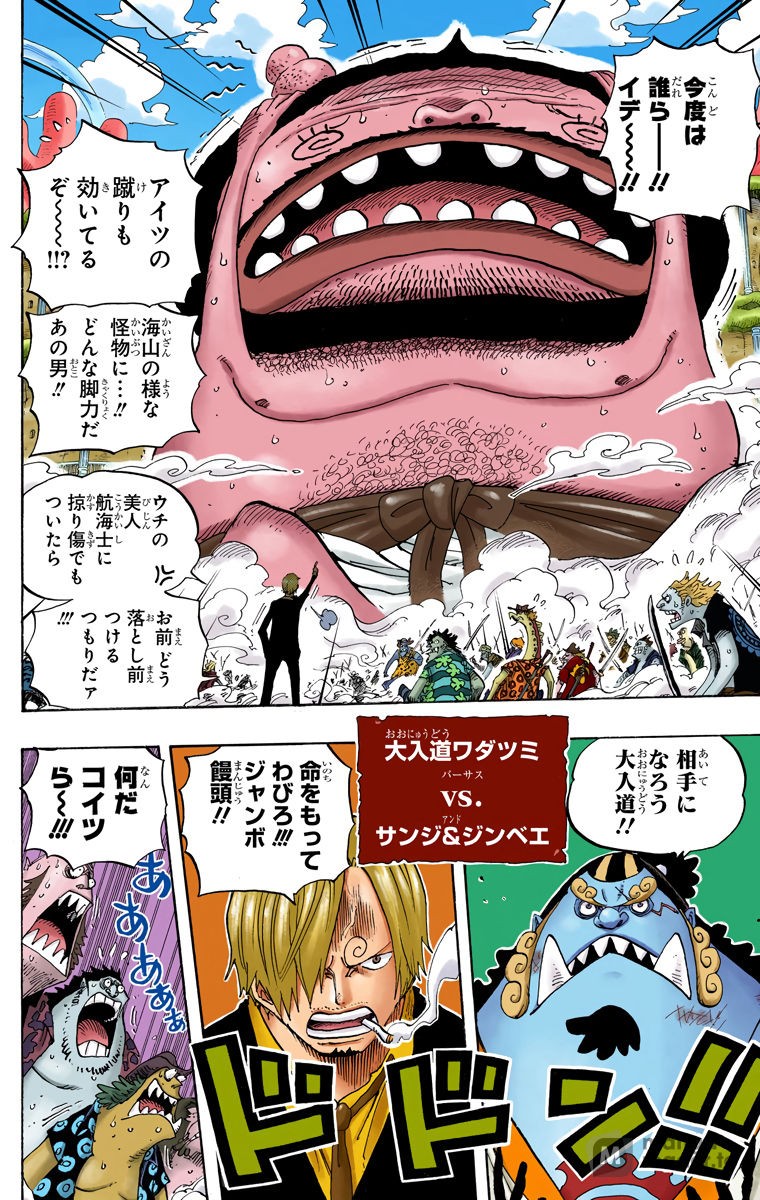 今度は
誰ら――!!
イデ〜〜〜!!
アイツの
蹴りも
効いてる
ぞ〜〜〜!!?
海山の様な
怪物に…!!
どんな脚力だ
あの男!!
ウチの
美人
航海士に
掠り傷でも
ついたら
お前どう
落とし前
つける
つもりだァ
!!!
大入道ワダツミ
vs.
サンジ&ジンベエ
相手に
なろう
大入道!!
命をもって
わびろ!!!
ジャンボ
饅頭!!
何だ
コイツ
ら〜!!!
あああぁぁ
ドドドン!!